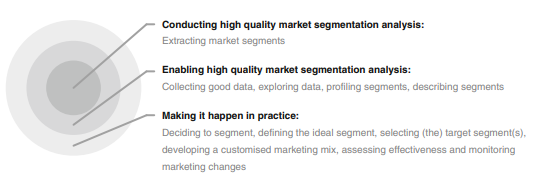 Conducting high quality market segmentation analysis:
Extracting market segments
Enabling high quality market segmentation analysis:
Collecting good data, exploring data, profiling segments, describing segments
Making it happen in practice:
Deciding to segment, defining the ideal segment, selecting (the) target segment(s),
developing a customised marketing mix, assessing effectiveness and monitoring
marketing changes